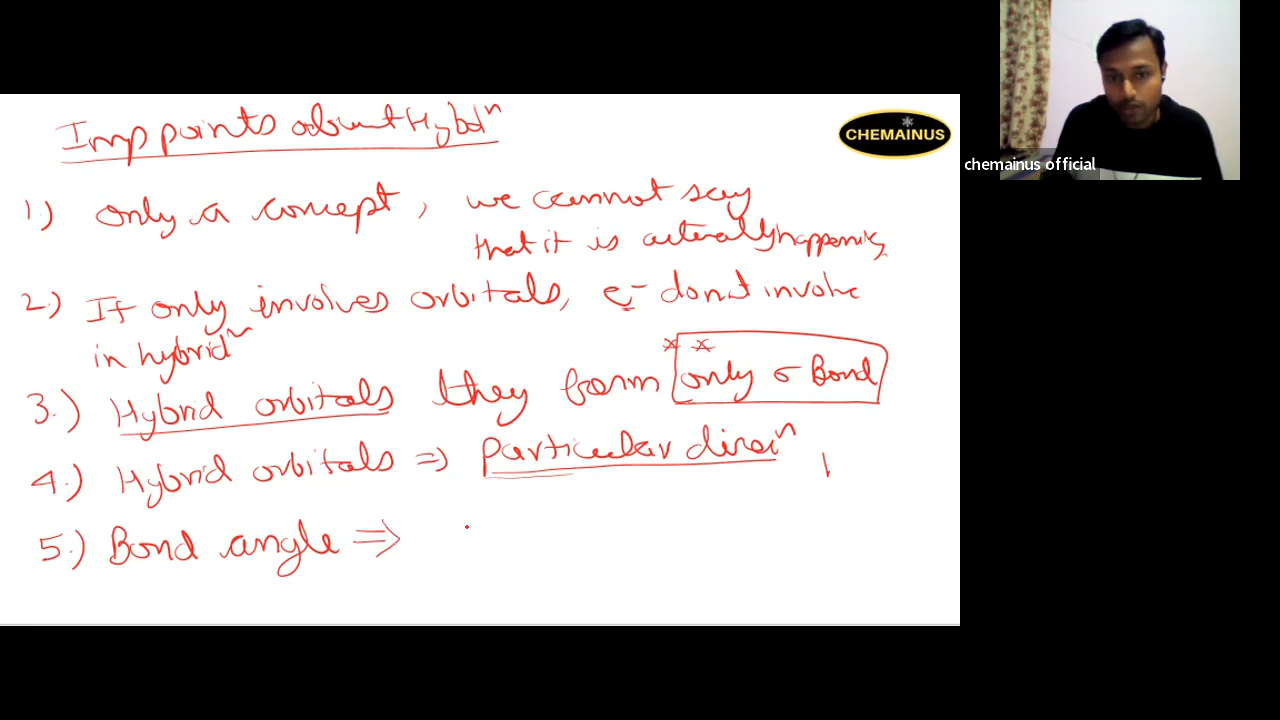 Imp points about Hybdⁿ
CHEMAINUS
chemainus official
1.) Only a concept, we cannot say
that it is actually happening
2.) It only involves orbitals, e- donot involve
in hybridⁿ
3.) Hybrid orbitals they form only σ Bond
4.) Hybrid orbitals ⇒ particular direⁿ
5.) Bond angle ⇒